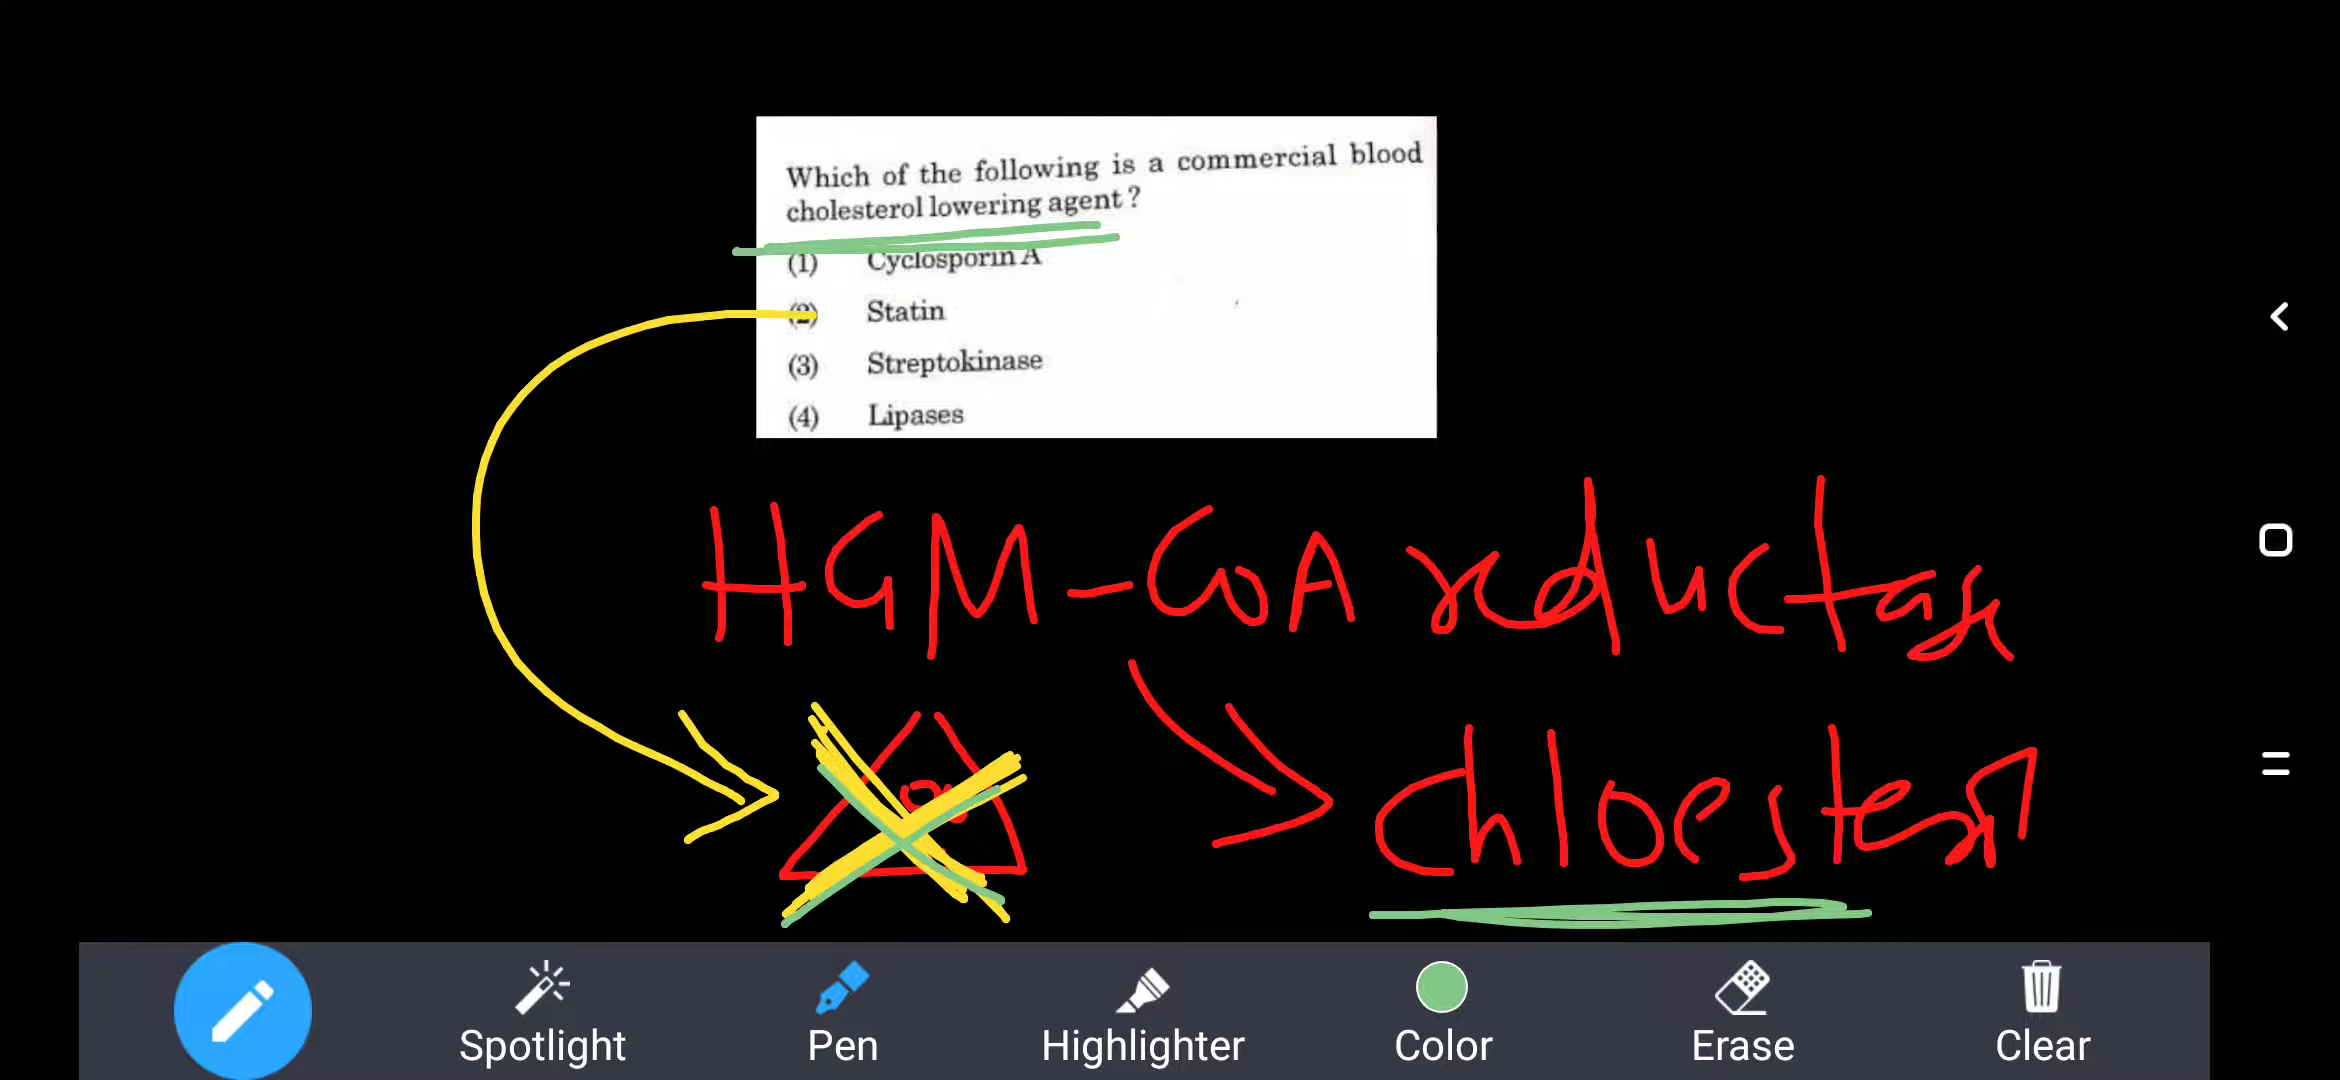 Which of the following is a commercial blood
cholesterol lowering agent?
(1) Cyclosporin A
(2) Statin
(3) Streptokinase
(4) Lipases
HGM-CoA reductase
Chloester
Spotlight Pen Highlighter Color Erase Clear